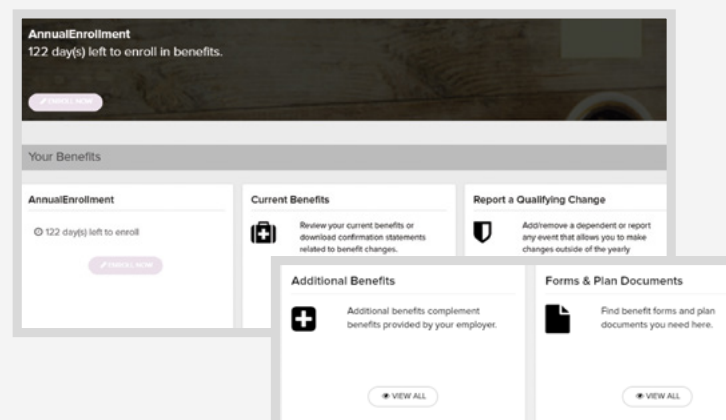 AnnualEnrollment
122 day(s) left to enroll in benefits.
ENROLL NOW
Your Benefits
AnnualEnrollment
122 day(s) left to enroll
ENROLL NOW
Current Benefits
Review your current benefits or
download confirmation statements
related to benefit changes.
Report a Qualifying Change
Add/remove a dependent or report
any event that allows you to make
changes outside of the yearly
Additional Benefits
Additional benefits complement
benefits provided by your employer.
VIEW ALL
Forms & Plan Documents
Find benefit forms and plan
documents you need here.
VIEW ALL